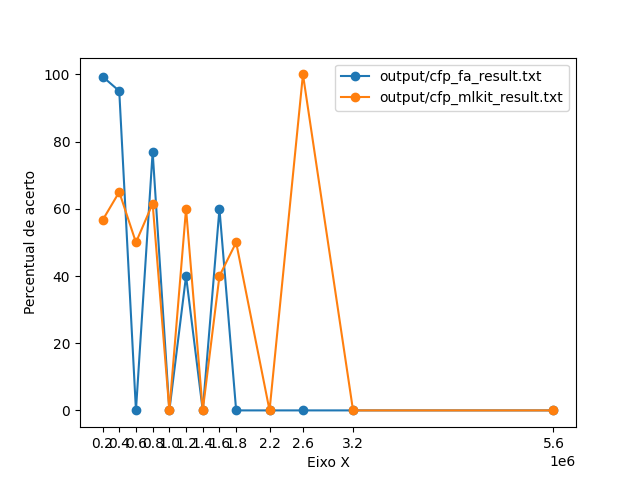 output/cfp_fa_result.txt
output/cfp_mlkit_result.txt
Percentual de acerto
100
80
60
40
20
0
0.2 0.4 0.6 0.8 1.0 1.2 1.4 1.6 1.8 2.2 2.6 3.2 5.6
1e6
Eixo X